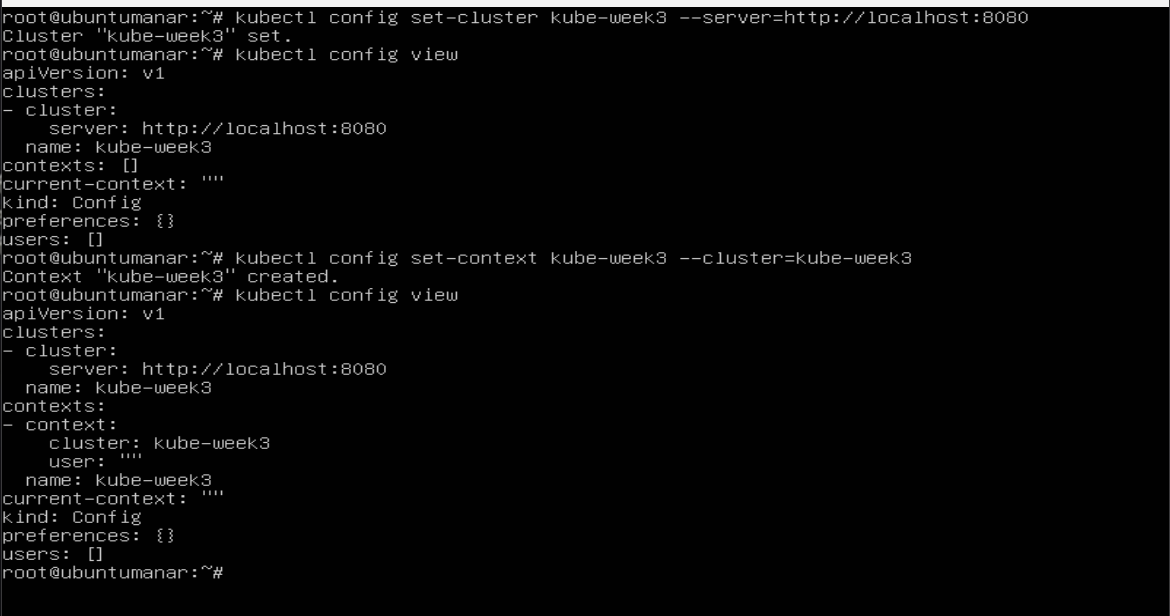 root@ubuntumanar:~# kubectl config set-cluster kube-week3 --server=http://localhost:8080
Cluster "kube-week3" set.
root@ubuntumanar:~# kubectl config view
apiVersion: v1
clusters:
- cluster:
    server: http://localhost:8080
  name: kube-week3
contexts: []
current-context: ""
kind: Config
preferences: {}
users: []
root@ubuntumanar:~# kubectl config set-context kube-week3 --cluster=kube-week3
Context "kube-week3" created.
root@ubuntumanar:~# kubectl config view
apiVersion: v1
clusters:
- cluster:
    server: http://localhost:8080
  name: kube-week3
contexts:
- context:
    cluster: kube-week3
    user: ""
  name: kube-week3
current-context: ""
kind: Config
preferences: {}
users: []
root@ubuntumanar:~#